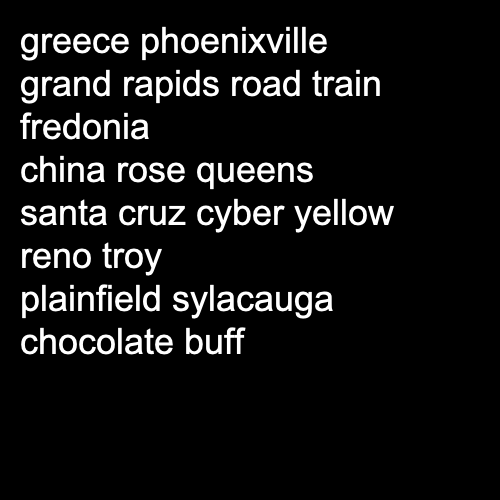 greece phoenixville
grand rapids road train
fredonia
china rose queens
santa cruz cyber yellow
reno troy
plainfield sylacauga
chocolate buff